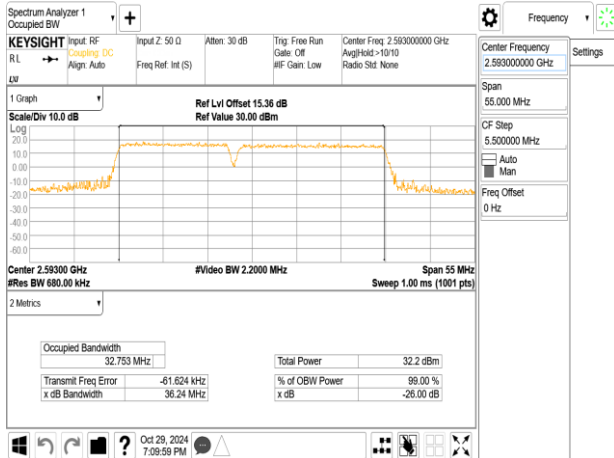 Spectrum Analyzer 1
Occupied BW
Frequency
KEYSIGHT
Input: RF
Coupling: DC
Align: Auto
Input Z: 50 Ω
Freq Ref: Int (S)
Atten: 30 dB
Trig: Free Run
Gate: Off
#IF Gain: Low
Center Freq: 2.593000000 GHz
Avg|Hold:>10/10
Radio Std: None
RL
Center Frequency
2.593000000 GHz
Settings
Span
55.000 MHz
CF Step
5.500000 MHz
Auto
Man
Freq Offset
0 Hz
1 Graph
Scale/Div 10.0 dB
Ref Lvl Offset 15.36 dB
Ref Value 30.00 dBm
Log
20.0
10.0
0.00
-10.0
-20.0
-30.0
-40.0
-50.0
-60.0
Center 2.59300 GHz
#Video BW 2.2000 MHz
Span 55 MHz
#Res BW 680.00 kHz
Sweep 1.00 ms (1001 pts)
2 Metrics
Occupied Bandwidth
32.753 MHz
Total Power 32.2 dBm
Transmit Freq Error -61.624 kHz
% of OBW Power 99.00 %
x dB Bandwidth 36.24 MHz
x dB -26.00 dB
?
Oct 29, 2024
7:09:59 PM